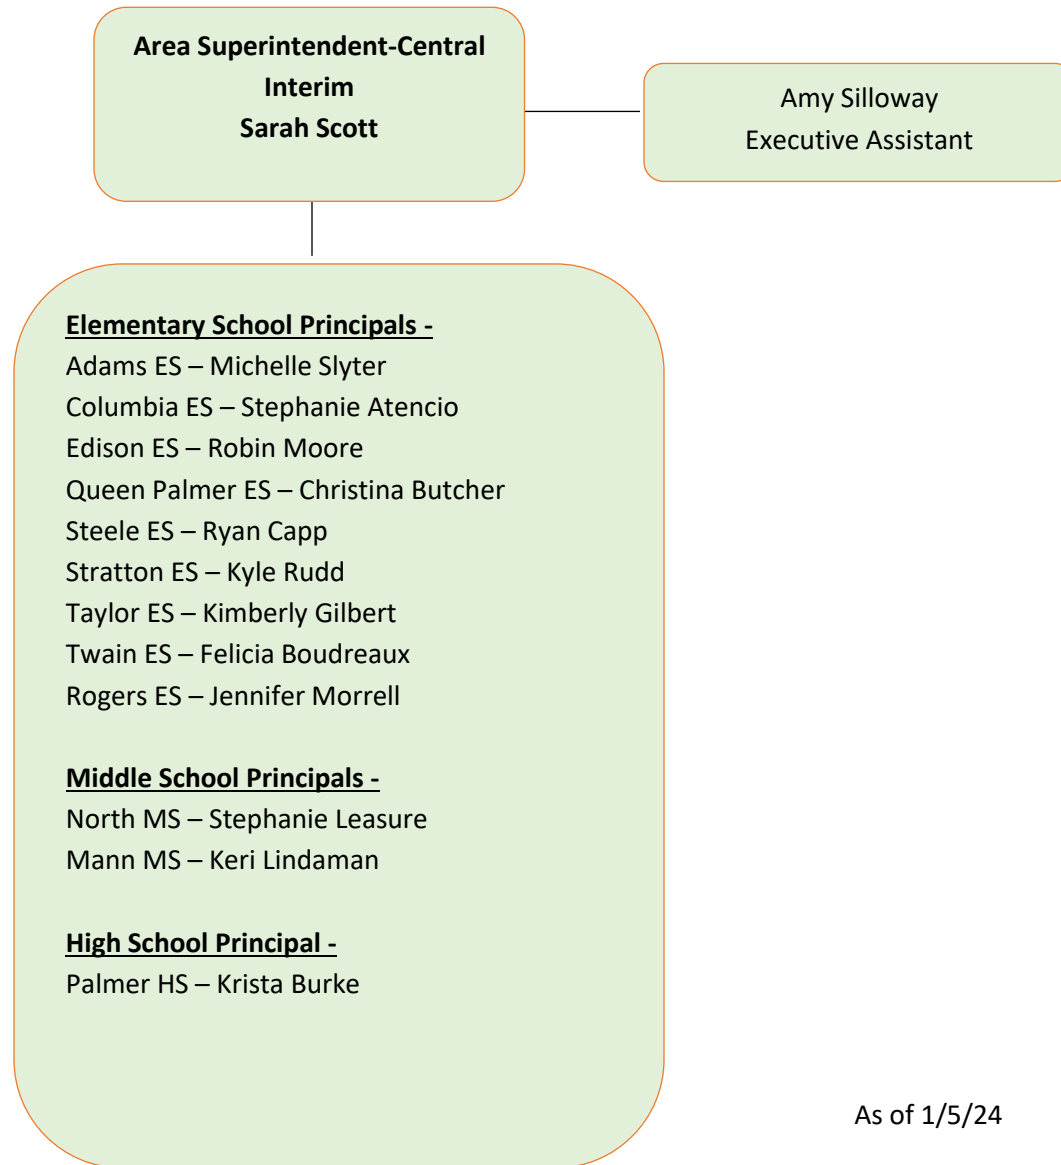 Area Superintendent-Central
Interim
Sarah Scott
Amy Silloway
Executive Assistant
Elementary School Principals -
Adams ES – Michelle Slyter
Columbia ES – Stephanie Atencio
Edison ES – Robin Moore
Queen Palmer ES – Christina Butcher
Steele ES – Ryan Capp
Stratton ES – Kyle Rudd
Taylor ES – Kimberly Gilbert
Twain ES – Felicia Boudreaux
Rogers ES – Jennifer Morrell
Middle School Principals -
North MS – Stephanie Leasure
Mann MS – Keri Lindaman
High School Principal -
Palmer HS – Krista Burke
As of 1/5/24